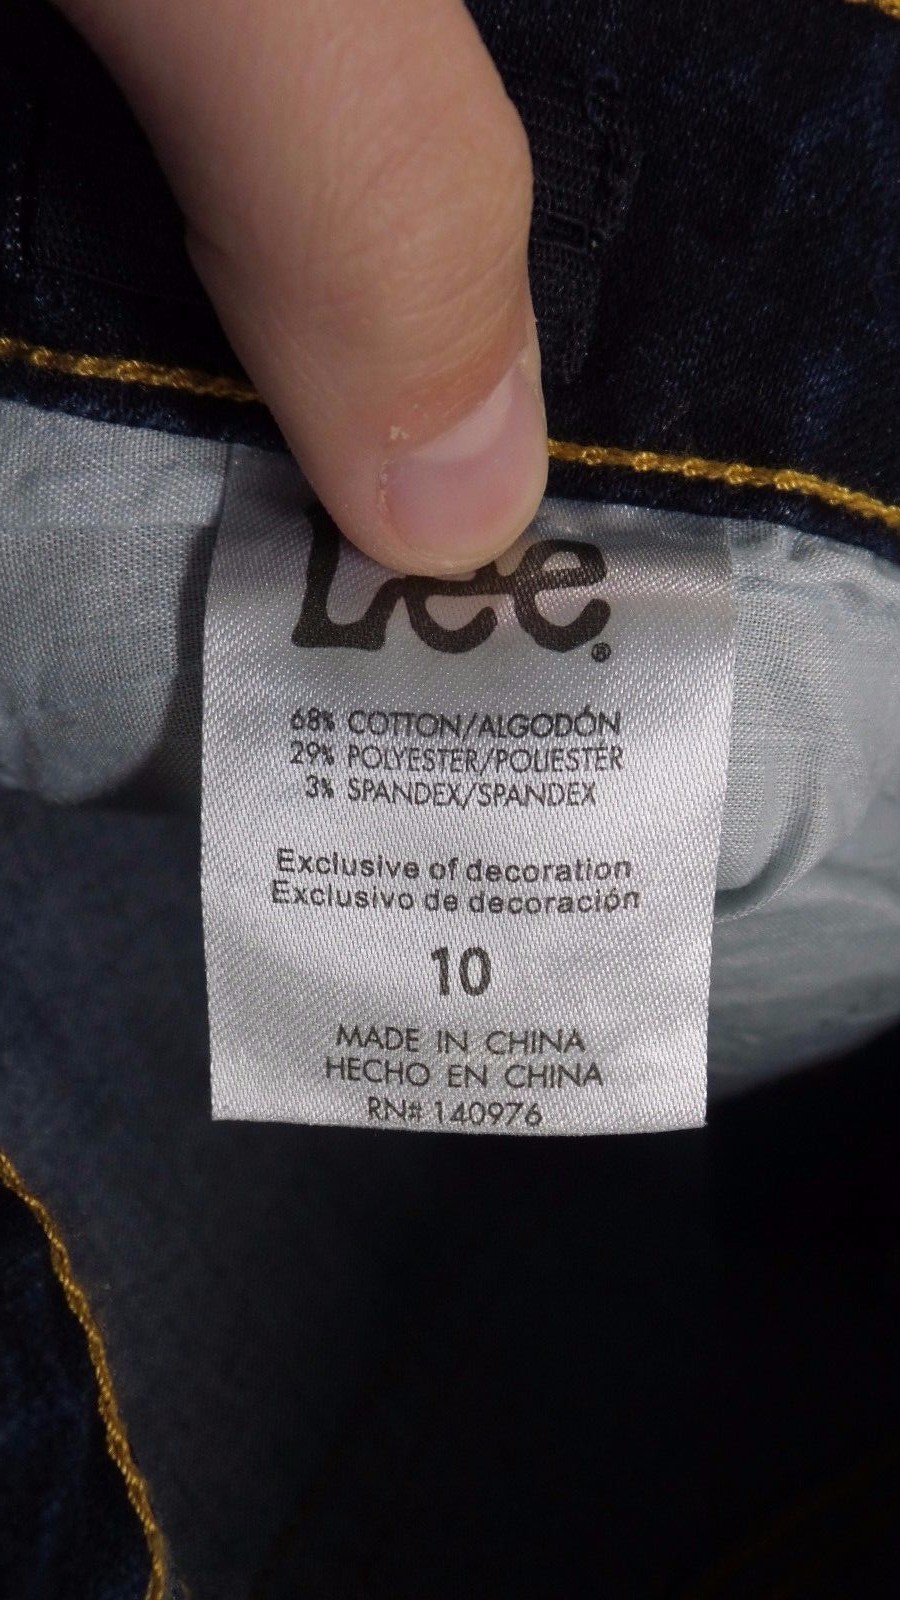 Lee®
68% COTTON/ALGODÓN
29% POLYESTER/POLIESTER
3% SPANDEX/SPANDEX
Exclusive of decoration
Exclusivo de decoración
10
MADE IN CHINA
HECHO EN CHINA
RN# 140976